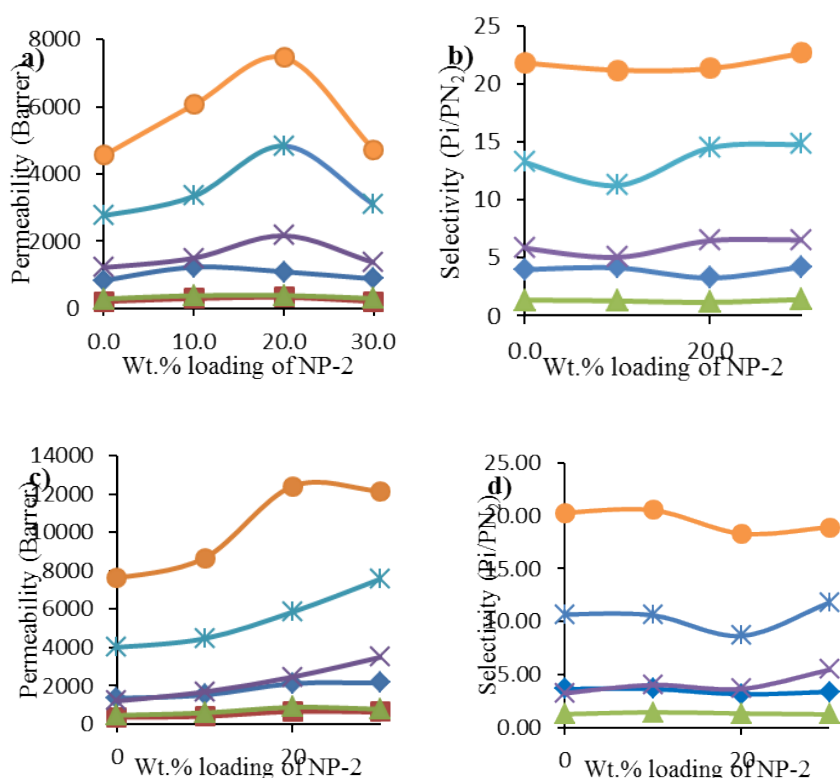 a)
Permeability (Barrer)
8000
6000
4000
2000
0
0.0 10.0 20.0 30.0
Wt.% loading of NP-2
b)
Selectivity (Pi/PN2)
25
20
15
10
5
0
0.0 20.0
Wt.% loading of NP-2
c)
Permeability (Barrer)
14000
12000
10000
8000
6000
4000
2000
0
0 20
Wt.% loading of NP-2
d)
Selectivity (Pi/PN2)
25.00
20.00
15.00
10.00
5.00
0.00
0 20
Wt.% loading of NP-2